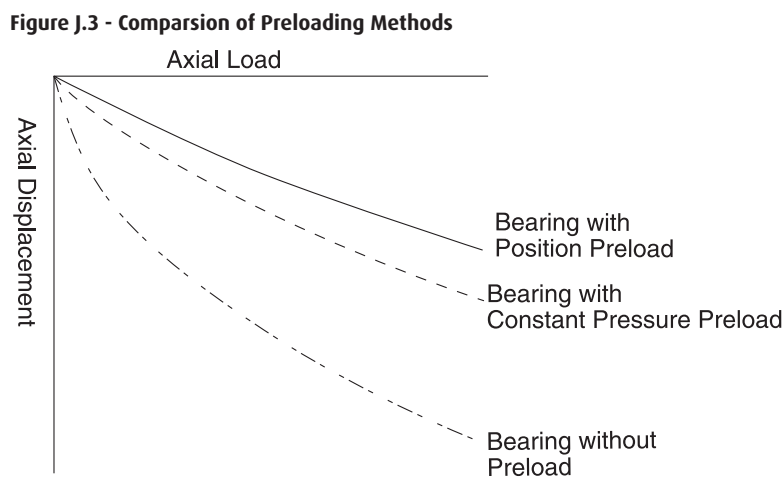 Figure J.3 - Comparsion of Preloading Methods
Axial Load
Axial Displacement
Bearing with
Position Preload
Bearing with
Constant Pressure Preload
Bearing without
Preload